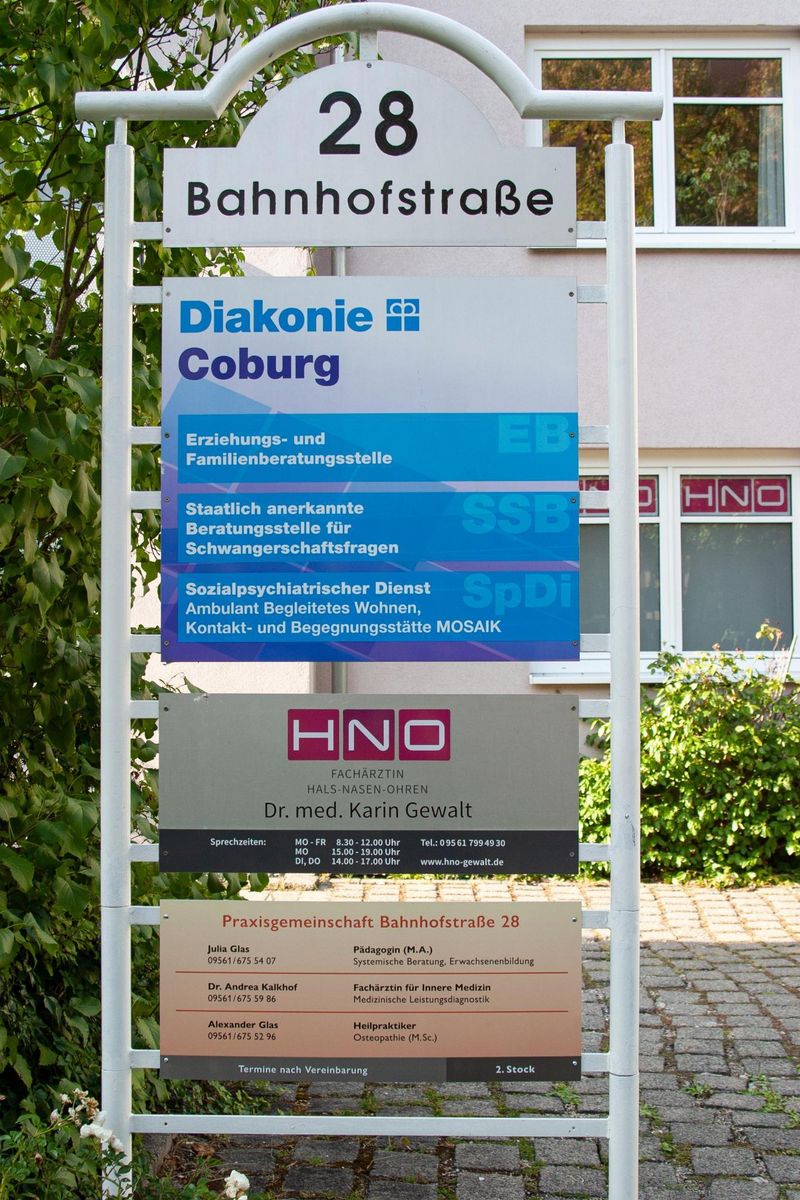 28
Bahnhofstraße
Diakonie
Coburg
Erziehungs- und EB
Familienberatungsstelle
Staatlich anerkannte SSB
Beratungsstelle für
Schwangerschaftsfragen
Sozialpsychiatrischer Dienst SpDi
Ambulant Begleitetes Wohnen,
Kontakt- und Begegnungsstätte MOSAIK
HNO
HNO
FACHÄRZTIN
HALS-NASEN-OHREN
Dr. med. Karin Gewalt
Sprechzeiten: MO - FR 8.30 - 12.00 Uhr Tel.: 0 95 61 799 49 30
MO 15.00 - 19.00 Uhr
DI, DO 14.00 - 17.00 Uhr www.hno-gewalt.de
Praxisgemeinschaft Bahnhofstraße 28
Julia Glas Pädagogin (M.A.)
09561/675 54 07 Systemische Beratung, Erwachsenenbildung
Dr. Andrea Kalkhof Fachärztin für Innere Medizin
09561/675 59 86 Medizinische Leistungsdiagnostik
Alexander Glas Heilpraktiker
09561/675 52 96 Osteopathie (M.Sc.)
Termine nach Vereinbarung 2. Stock